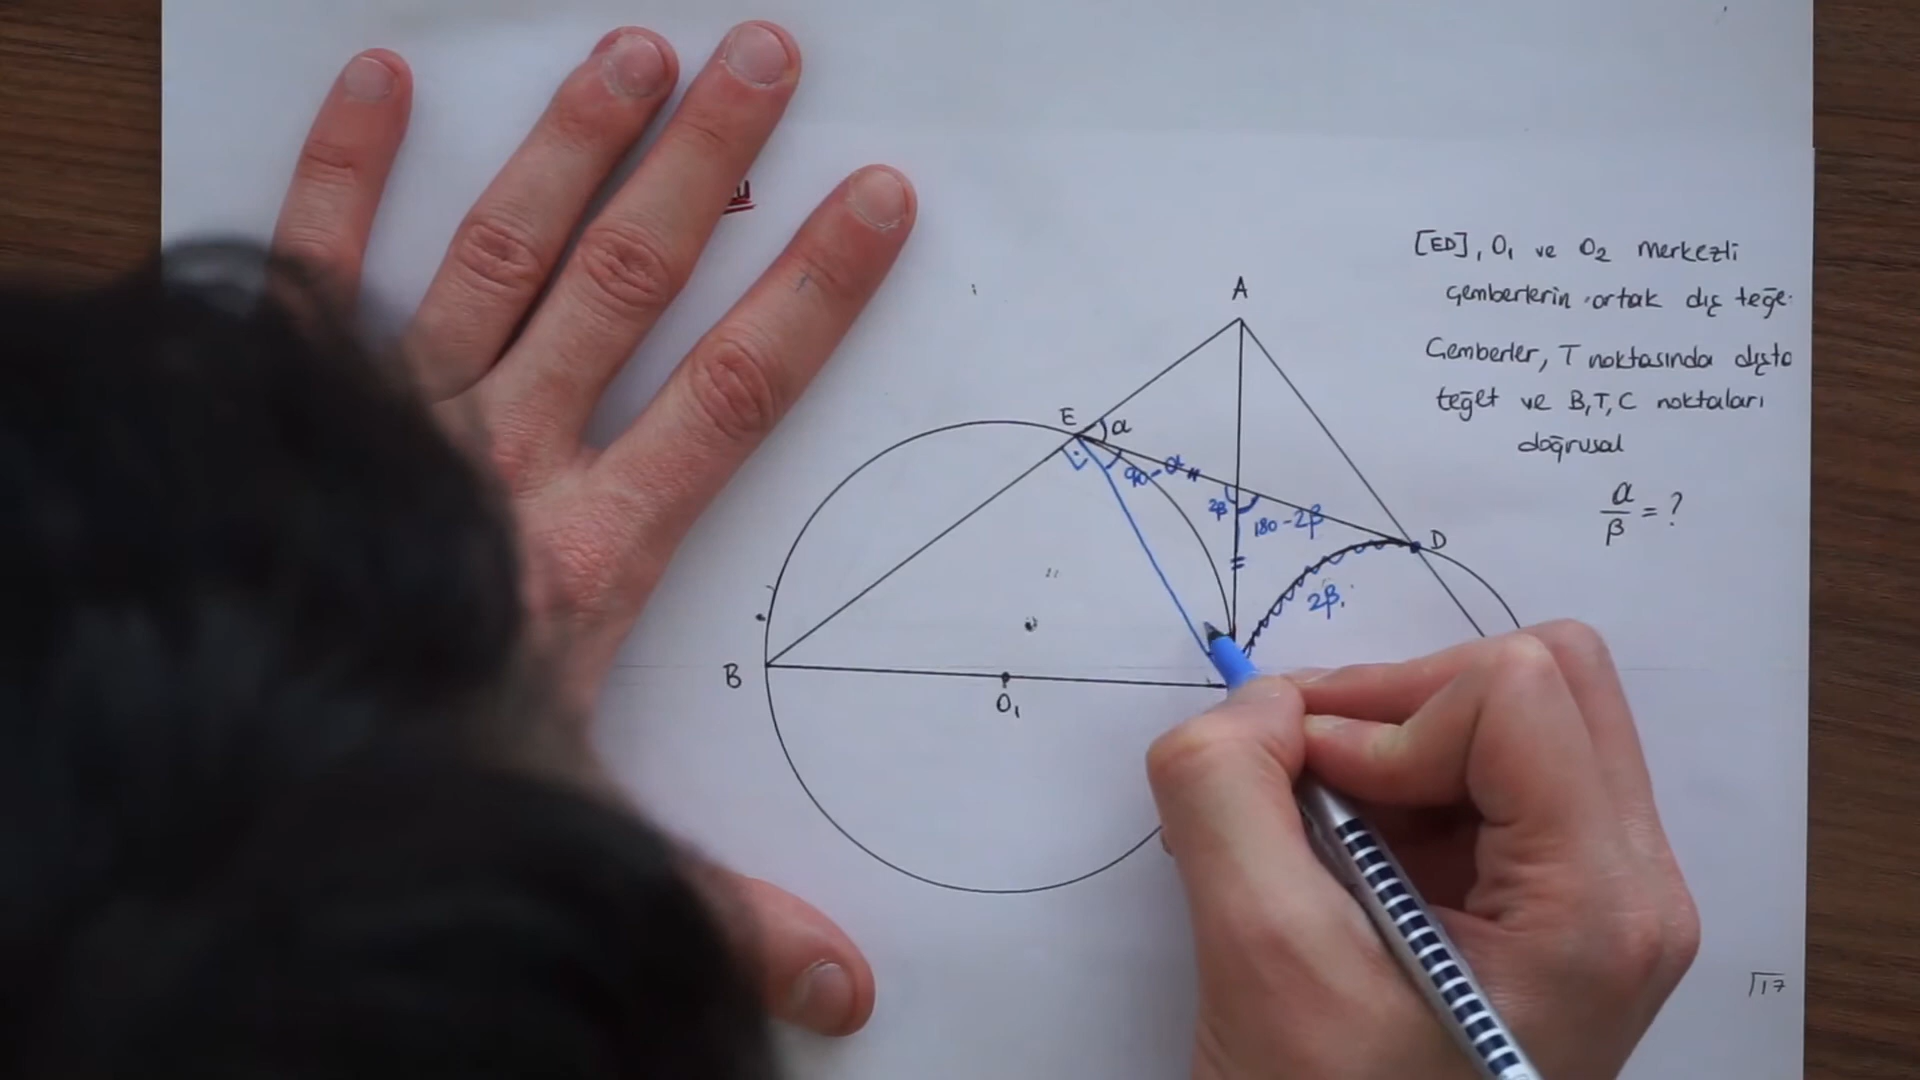 [ED], O₁ ve O₂ merkezli
çemberlerin ortak dış teğe
Çemberler, T noktasında dışta
teğet ve B,T,C noktaları
doğrusal
α/β = ?
A
E
α
90-α
2β
180-2β
D
2β
B
O₁
√17